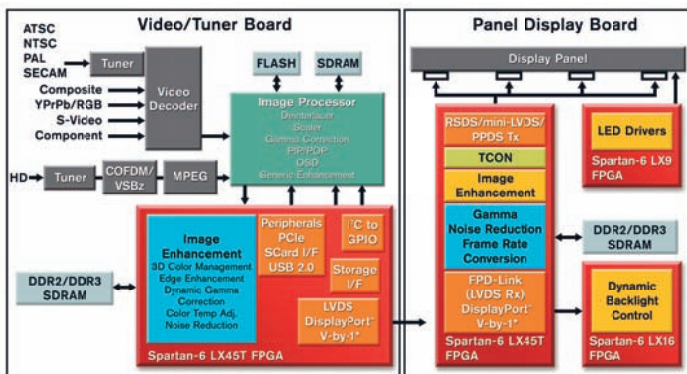 Video/Tuner Board
ATSC
NTSC
PAL
SECAM
Tuner
Composite
YPrPb/RGB
S-Video
Component
Video
Decoder
FLASH
SDRAM
Image Processor
Deinterlacer
Scaler
Gamma Correction
PIP/POP
OSD
Generic Enhancement
HD
Tuner
COFDM/
VSBz
MPEG
DDR2/DDR3
SDRAM
Image
Enhancement
3D Color Management
Edge Enhancement
Dynamic Gamma
Correction
Color Temp Adj.
Noise Reduction
Peripherals
PCIe
SCard I/F
USB 2.0
I²C to
GPIO
Storage
I/F
LVDS
DisplayPort™
V-by-1*
Spartan-6 LX45T FPGA
Panel Display Board
Display Panel
RSDS/mini-LVDS/
PPDS Tx
TCON
Image
Enhancement
Gamma
Noise Reduction
Frame Rate
Conversion
FPD-Link
(LVDS Rx)
DisplayPort™
V-by-1*
Spartan-6 LX45T
FPGA
LED Drivers
Spartan-6 LX9
FPGA
DDR2/DDR3
SDRAM
Dynamic
Backlight
Control
Spartan-6 LX16
FPGA